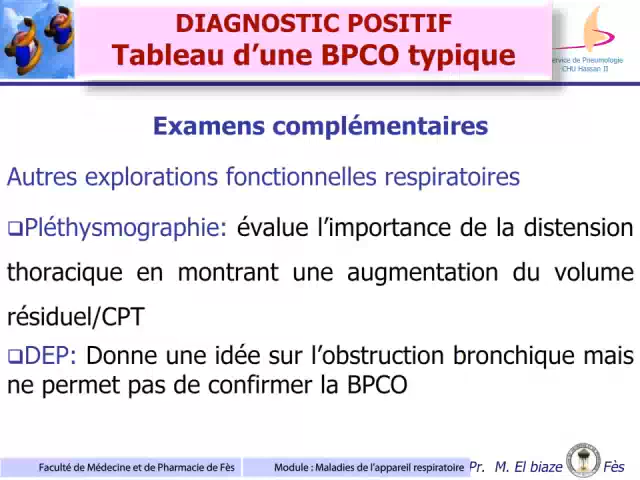 DIAGNOSTIC POSITIF
Tableau d’une BPCO typique
Service de Pneumologie
CHU Hassan II
Examens complémentaires
Autres explorations fonctionnelles respiratoires
❑Pléthysmographie: évalue l’importance de la distension
thoracique en montrant une augmentation du volume
résiduel/CPT
❑DEP: Donne une idée sur l’obstruction bronchique mais
ne permet pas de confirmer la BPCO
Faculté de Médecine et de Pharmacie de Fès Module : Maladies de l'appareil respiratoire Pr. M. El biaze Fès